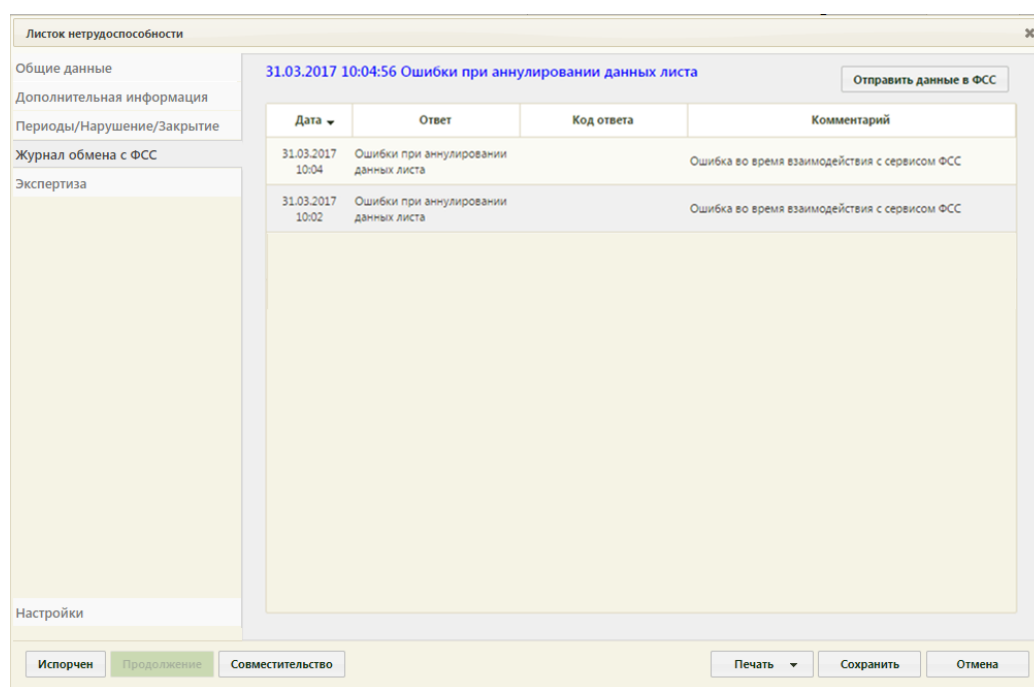 Листок нетрудоспособности
Общие данные
Дополнительная информация
Периоды/Нарушение/Закрытие
Журнал обмена с ФСС
Экспертиза
Настройки
31.03.2017 10:04:56 Ошибки при аннулировании данных листа
Отправить данные в ФСС
Дата Ответ Код ответа Комментарий
31.03.2017 Ошибки при аннулировании
10:04 данных листа
Ошибка во время взаимодействия с сервисом ФСС
31.03.2017 Ошибки при аннулировании
10:02 данных листа
Ошибка во время взаимодействия с сервисом ФСС
Испорчен Продолжение Совместительство Печать Сохранить Отмена